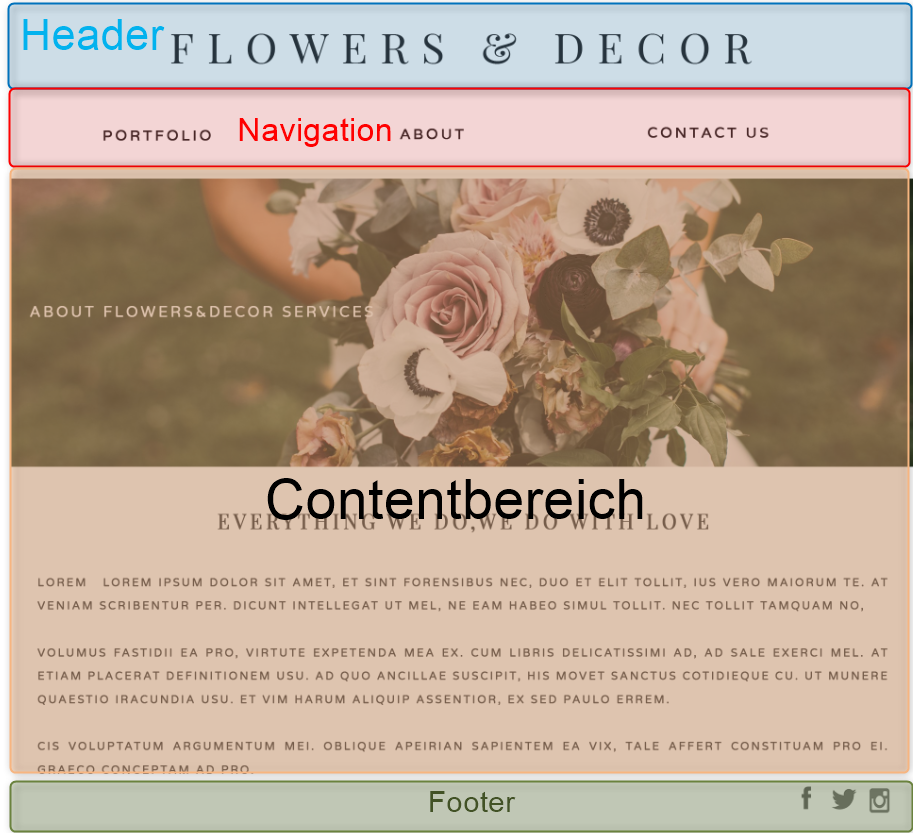 Header
FLOWERS & DECOR
PORTFOLIO
Navigation
ABOUT
CONTACT US
ABOUT FLOWERS&DECOR SERVICES
Contentbereich
EVERYTHING WE DO,WE DO WITH LOVE
LOREM LOREM IPSUM DOLOR SIT AMET, ET SINT FORENSIBUS NEC, DUO ET ELIT TOLLIT, IUS VERO MAIORUM TE. AT
VENIAM SCRIBENTUR PER. DICUNT INTELLEGAT UT MEL, NE EAM HABEO SIMUL TOLLIT. NEC TOLLIT TAMQUAM NO,
VOLUMUS FASTIDII EA PRO, VIRTUTE EXPETENDA MEA EX. CUM LIBRIS DELICATISSIMI AD, AD SALE EXERCI MEL. AT
ETIAM PLACERAT DEFINITIONEM USU. AD QUO ANCILLAE SUSCIPIT, HIS MOVET SANCTUS COTIDIEQUE CU. UT MUNERE
QUAESTIO IRACUNDIA USU. ET VIM HARUM ALIQUIP ASSENTIOR, EX SED PAULO ERREM.
CIS VOLUPTATUM ARGUMENTUM MEI. OBLIQUE APEIRIAN SAPIENTEM EA VIX, TALE AFFERT CONSTITUAM PRO EI.
GRAECO CONCEPTAM AD PRO.
Footer